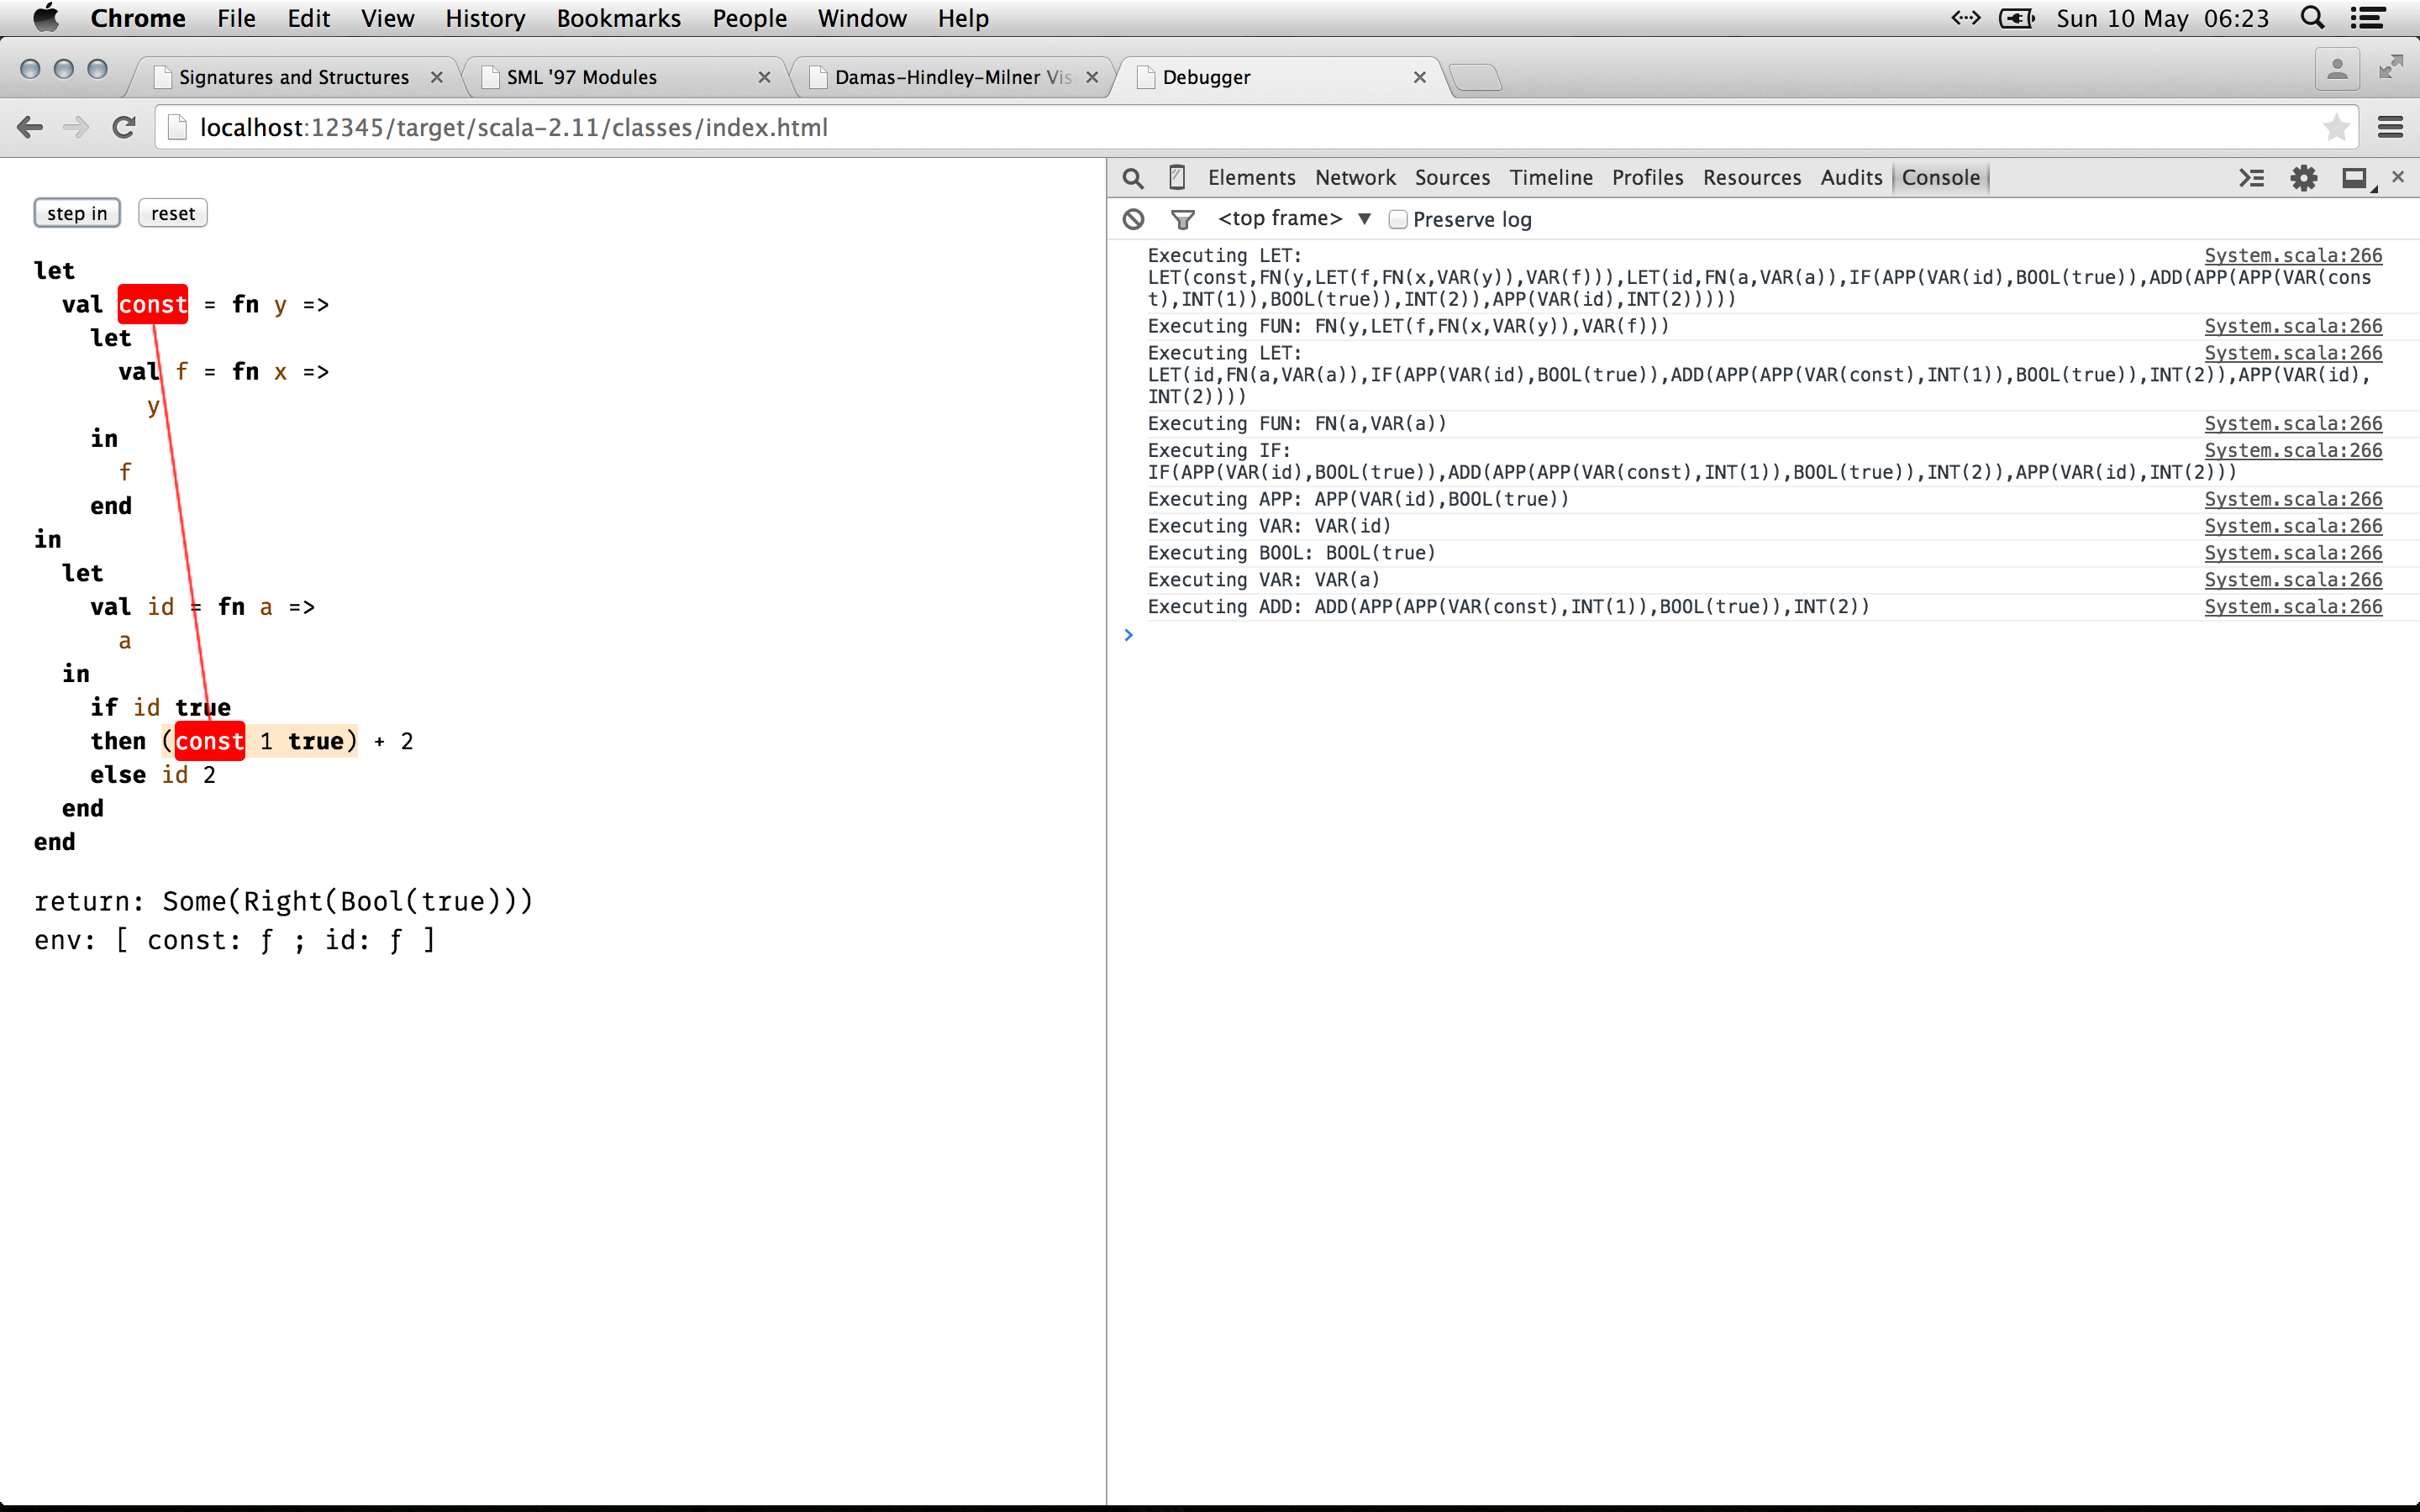 Chrome File Edit View History Bookmarks People Window Help Sun 10 May 06:23
Signatures and Structures SML '97 Modules Damas-Hindley-Milner Vis Debugger
localhost:12345/target/scala-2.11/classes/index.html
step in reset
let
val const = fn y =>
let
val f = fn x =>
y
in
f
end
in
let
val id = fn a =>
a
in
if id true
then (const 1 true) + 2
else id 2
end
end
return: Some(Right(Bool(true)))
env: [ const: ƒ ; id: ƒ ]
Elements Network Sources Timeline Profiles Resources Audits Console
<top frame> ▼ Preserve log
Executing LET: System.scala:266
LET(const,FN(y,LET(f,FN(x,VAR(y)),VAR(f))),LET(id,FN(a,VAR(a)),IF(APP(VAR(id),BOOL(true)),ADD(APP(APP(VAR(cons
t),INT(1)),BOOL(true)),INT(2)),APP(VAR(id),INT(2)))))
Executing FUN: FN(y,LET(f,FN(x,VAR(y)),VAR(f))) System.scala:266
Executing LET: System.scala:266
LET(id,FN(a,VAR(a)),IF(APP(VAR(id),BOOL(true)),ADD(APP(APP(VAR(const),INT(1)),BOOL(true)),INT(2)),APP(VAR(id),
INT(2))))
Executing FUN: FN(a,VAR(a)) System.scala:266
Executing IF: System.scala:266
IF(APP(VAR(id),BOOL(true)),ADD(APP(APP(VAR(const),INT(1)),BOOL(true)),INT(2)),APP(VAR(id),INT(2)))
Executing APP: APP(VAR(id),BOOL(true)) System.scala:266
Executing VAR: VAR(id) System.scala:266
Executing BOOL: BOOL(true) System.scala:266
Executing VAR: VAR(a) System.scala:266
Executing ADD: ADD(APP(APP(VAR(const),INT(1)),BOOL(true)),INT(2)) System.scala:266